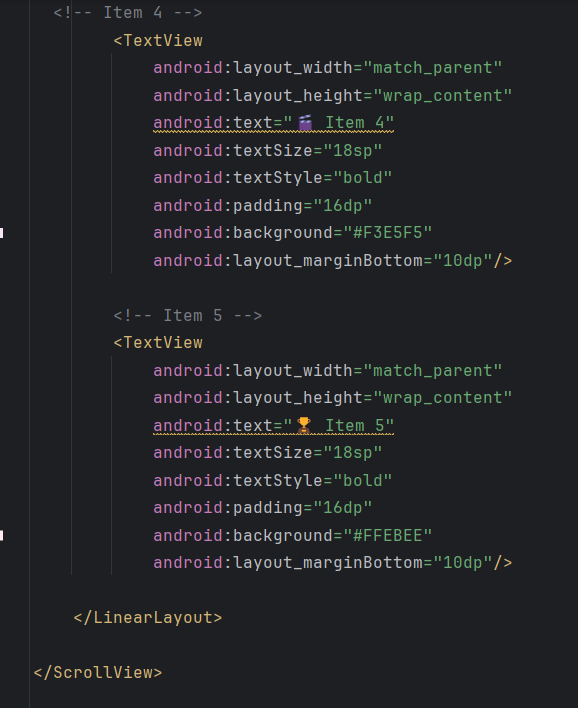 <!-- Item 4 -->
<TextView
android:layout_width="match_parent"
android:layout_height="wrap_content"
android:text="🎬 Item 4"
android:textSize="18sp"
android:textStyle="bold"
android:padding="16dp"
android:background="#F3E5F5"
android:layout_marginBottom="10dp"/>
<!-- Item 5 -->
<TextView
android:layout_width="match_parent"
android:layout_height="wrap_content"
android:text="🏆 Item 5"
android:textSize="18sp"
android:textStyle="bold"
android:padding="16dp"
android:background="#FFEBEE"
android:layout_marginBottom="10dp"/>
</LinearLayout>
</ScrollView>